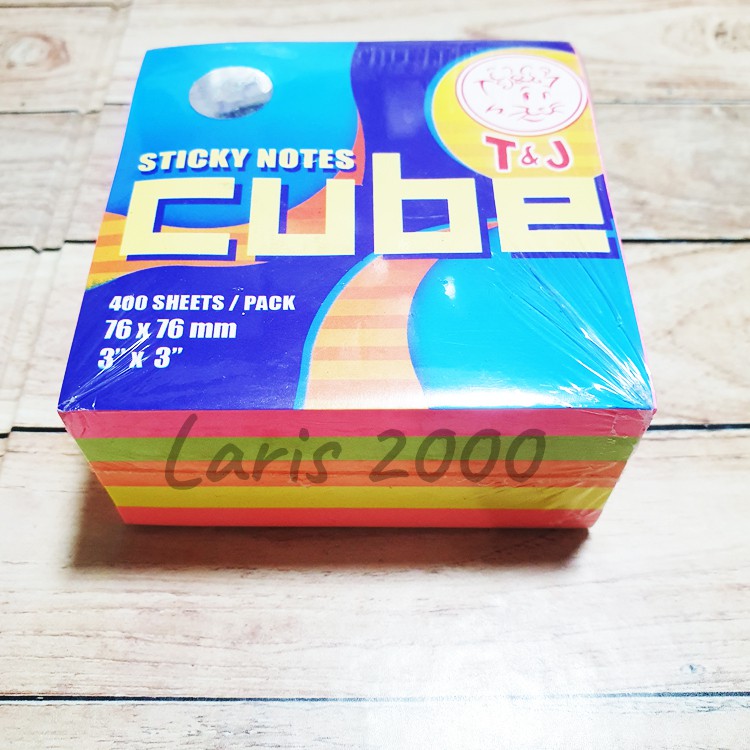 T & J
STICKY NOTES
cube
400 SHEETS / PACK
76 x 76 mm
3" x 3"
Laris 2000